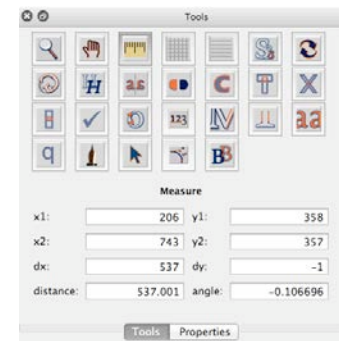 Tools
123
Measure
x1: 206 y1: 358
x2: 743 y2: 357
dx: 537 dy: -1
distance: 537.001 angle: -0.106696
Tools Properties